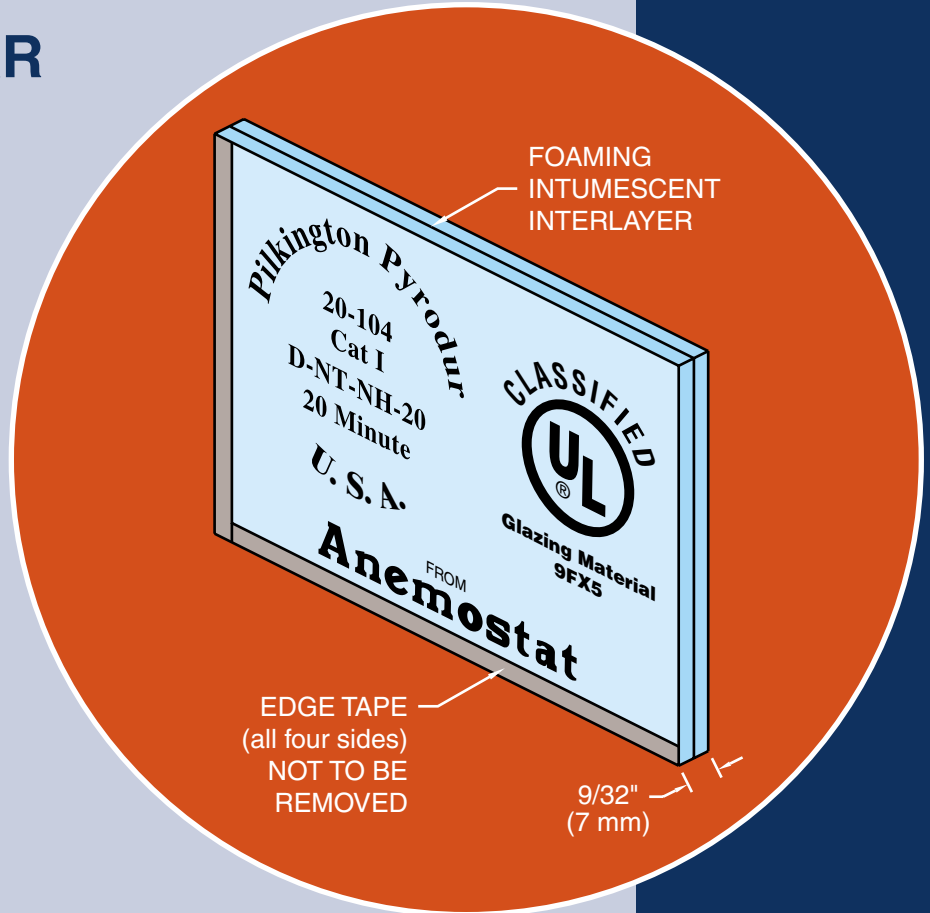 R
FOAMING
INTUMESCENT
INTERLAYER
Pilkington Pyrodur
20-104
Cat I
D-NT-NH-20
20 Minute
U. S. A.
CLASSIFIED
UL
®
Glazing Material
9FX5
FROM
Anemostat
EDGE TAPE
(all four sides)
NOT TO BE
REMOVED
9/32"
(7 mm)